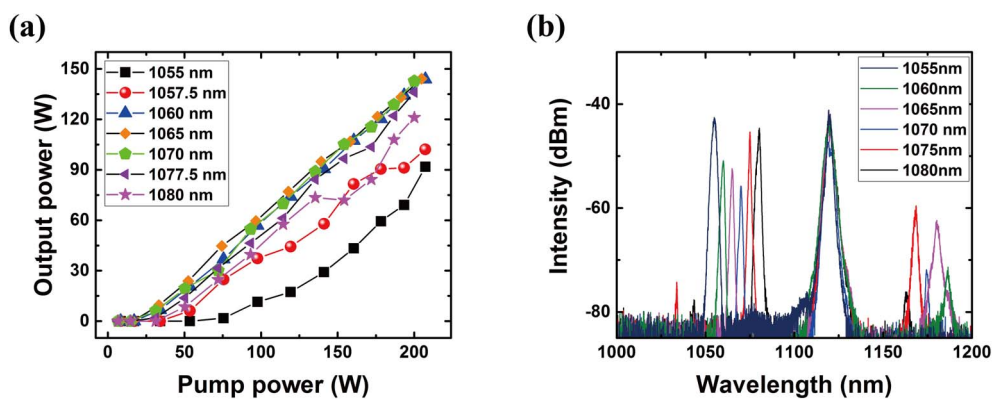 (a)
Output power (W)
150
120
90
60
30
0
1055 nm
1057.5 nm
1060 nm
1065 nm
1070 nm
1077.5 nm
1080 nm
0 50 100 150 200
Pump power (W)
(b)
Intensity (dBm)
-40
-60
-80
1055nm
1060nm
1065nm
1070 nm
1075nm
1080nm
1000 1050 1100 1150 1200
Wavelength (nm)